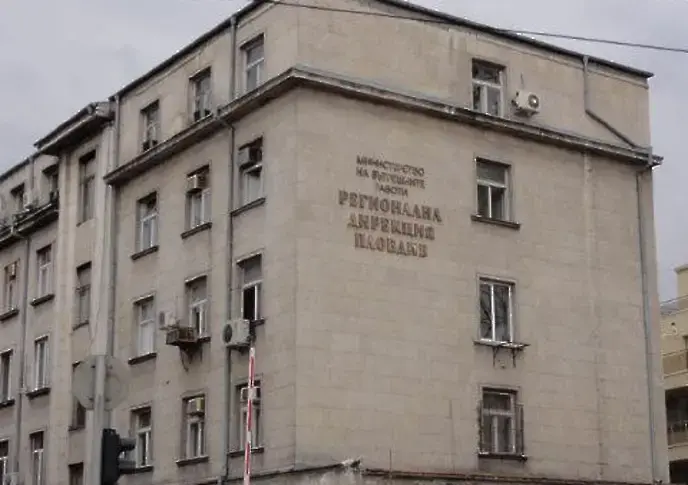 МИНИСТЕРСТВО
НА ВЪТРЕШНИТЕ
РАБОТИ
РЕГИОНАЛНА
ДИРЕКЦИЯ
ПЛОВДИВ